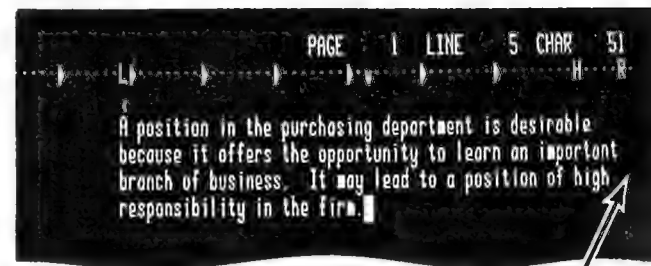 PAGE 1 LINE 5 CHAR 51
L H R
A position in the purchasing department is desirable
because it offers the opportunity to learn an important
branch of business. It may lead to a position of high
responsibility in the firm.